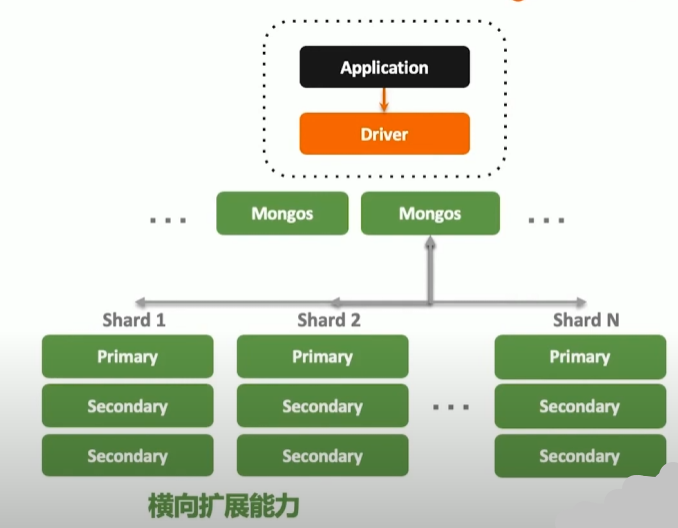 Application
Driver
... Mongos Mongos ...
Shard 1 Shard 2 Shard N
Primary Primary Primary
Secondary Secondary ... Secondary
Secondary Secondary Secondary
横向扩展能力